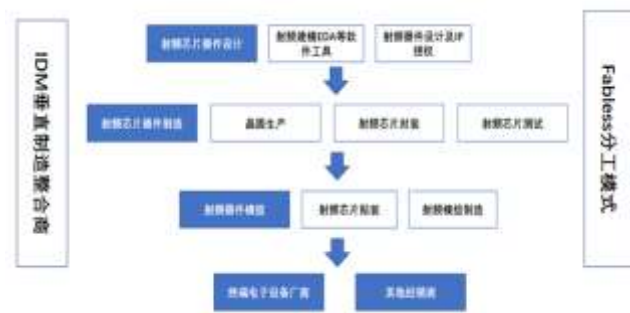 射频芯片器件设计
射频建模EDA等软
件工具
射频器件设计及IP
授权
IDM垂直制造整合商
Fabless分工模式
射频芯片器件制造
晶圆生产
射频芯片封装
射频芯片测试
射频器件模组
射频芯片贴装
射频模组制造
终端电子设备厂商
其他经销商